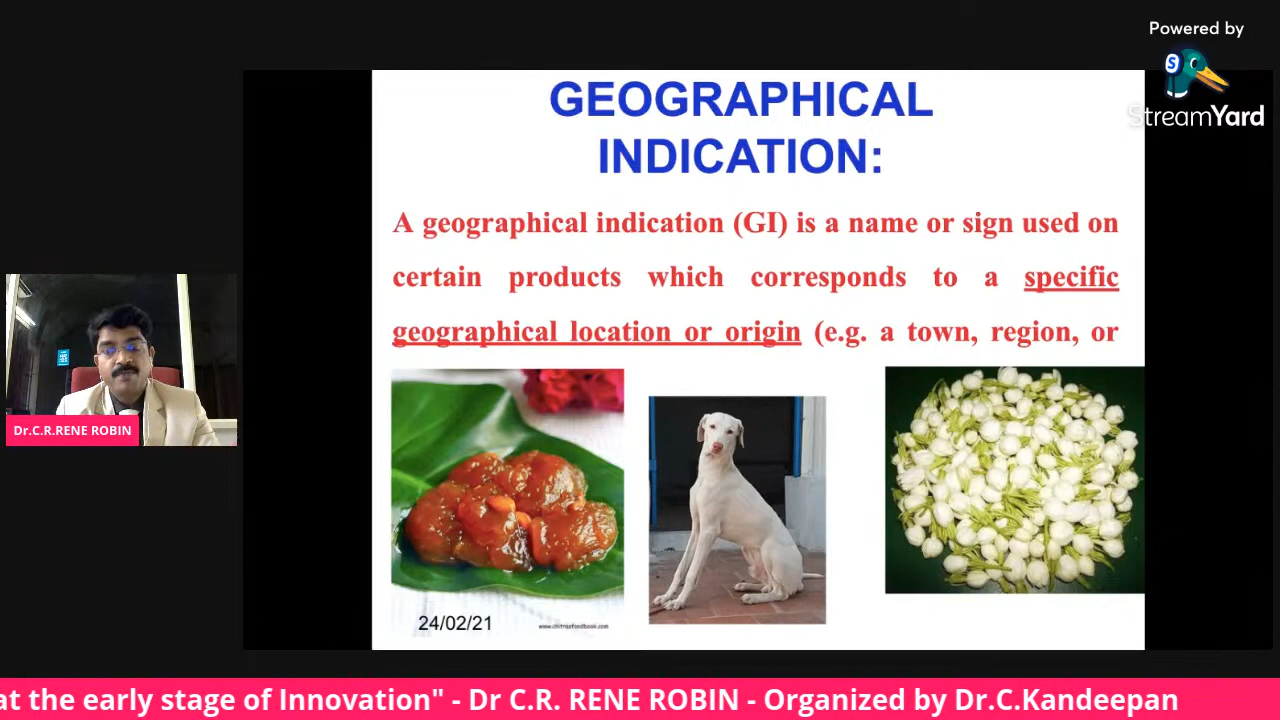 Powered by
S
StreamYard
GEOGRAPHICAL
INDICATION:
A geographical indication (GI) is a name or sign used on
certain products which corresponds to a specific
geographical location or origin (e.g. a town, region, or
Dr.C.R.RENE ROBIN
24/02/21
at the early stage of Innovation" - Dr C.R. RENE ROBIN - Organized by Dr.C.Kandeepan